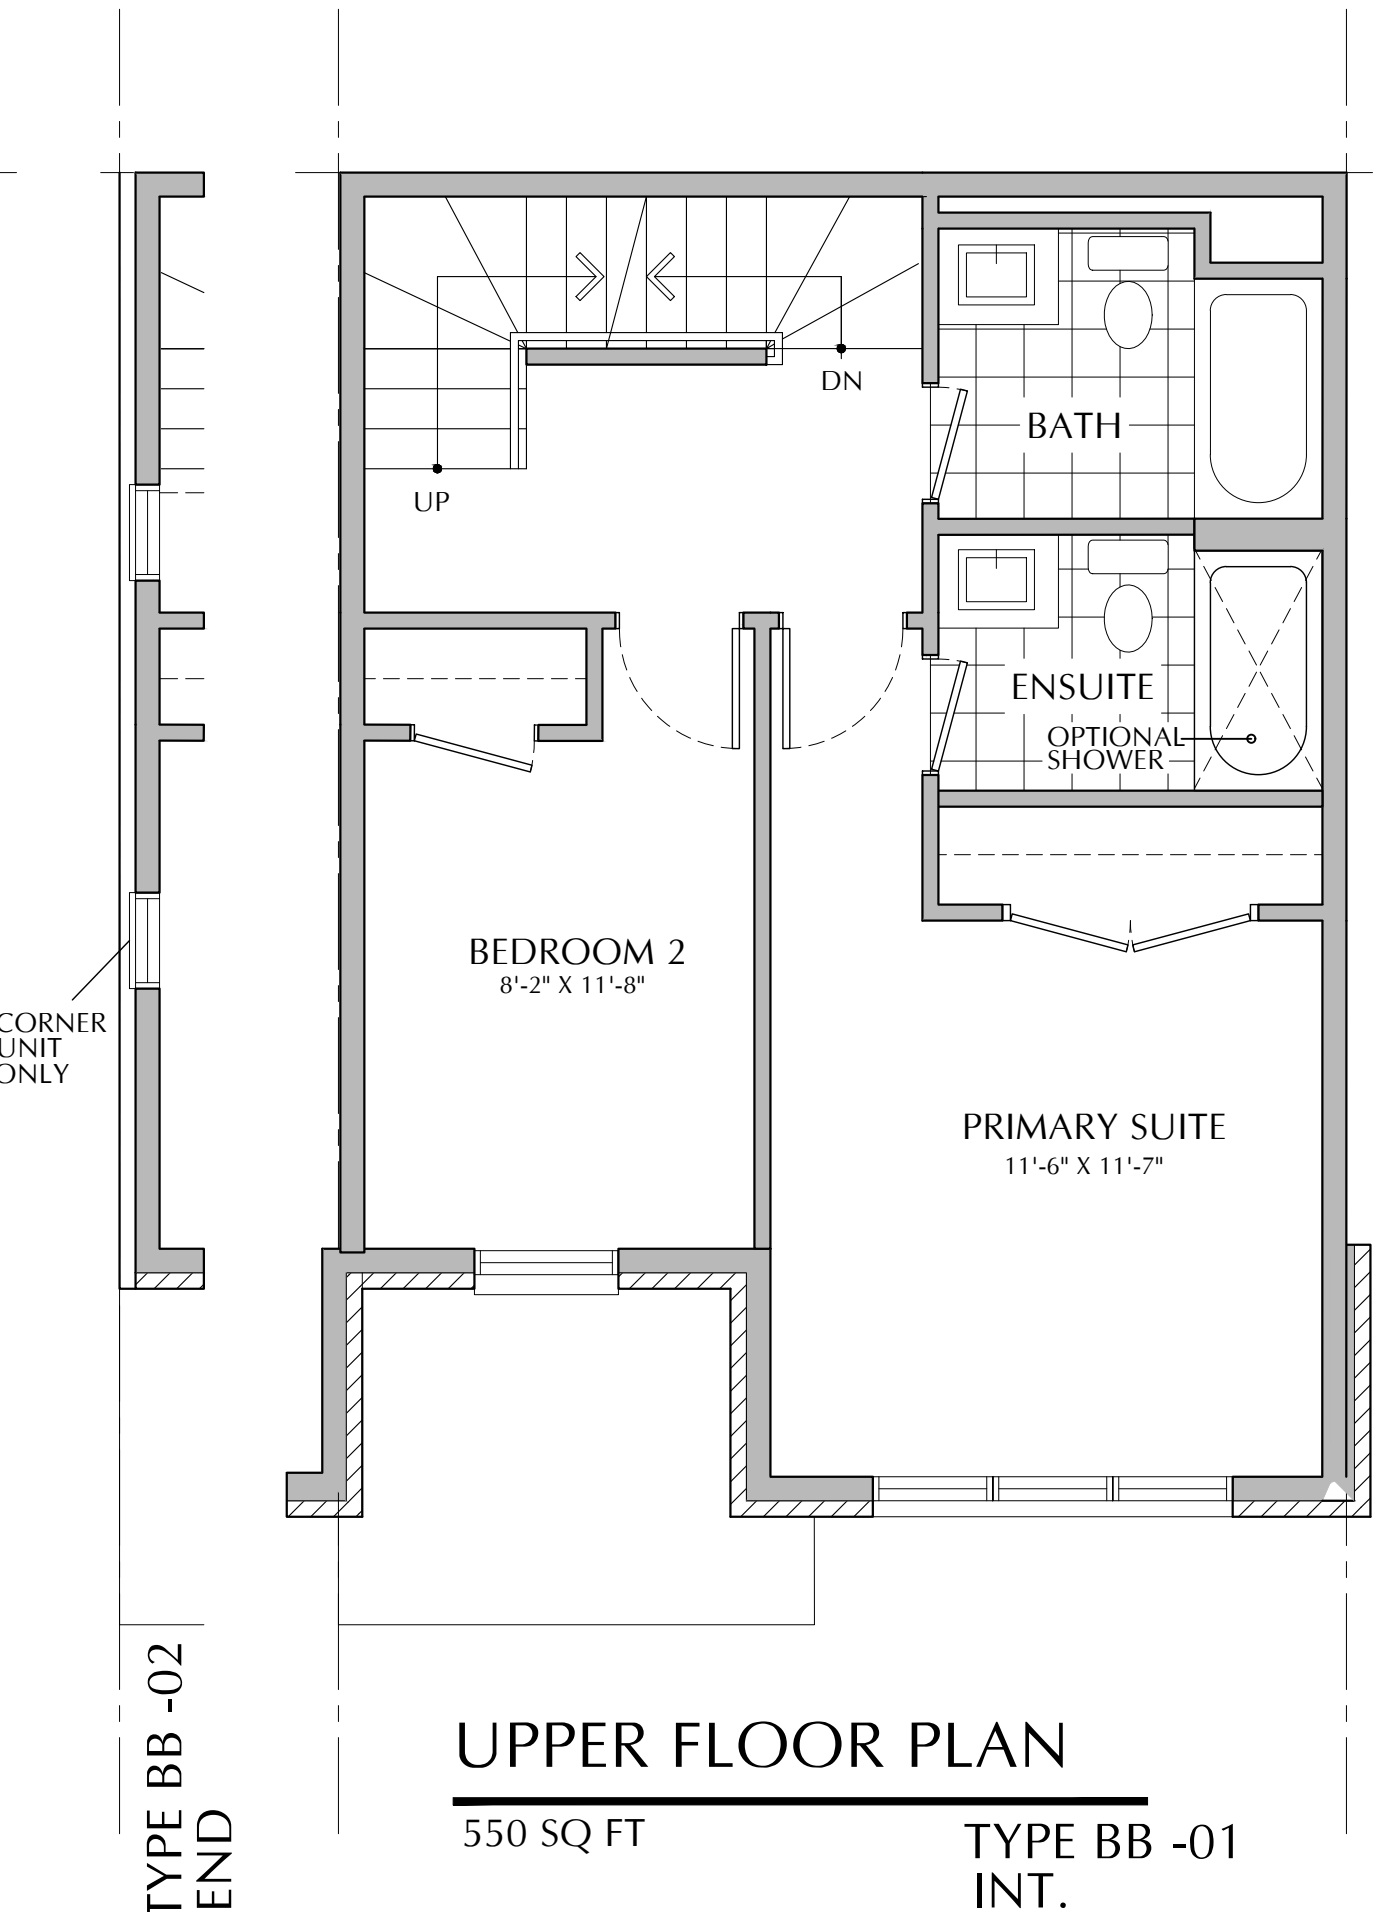 DN
BATH
UP
ENSUITE
OPTIONAL
SHOWER
BEDROOM 2
8'-2" X 11'-8"
CORNER
UNIT
ONLY
PRIMARY SUITE
11'-6" X 11'-7"
TYPE BB -02
END
UPPER FLOOR PLAN
550 SQ FT
TYPE BB -01
INT.